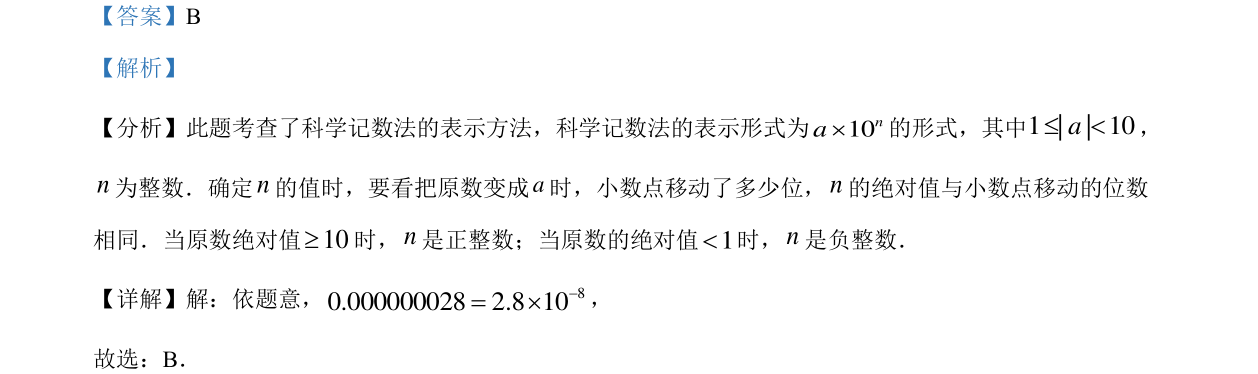 【答案】B
【解析】
【分析】此题考查了科学记数法的表示方法，科学记数法的表示形式为a×10ⁿ的形式，其中1≤|a|<10，
n为整数．确定n的值时，要看把原数变成a时，小数点移动了多少位，n的绝对值与小数点移动的位数
相同．当原数绝对值≥10时，n是正整数；当原数的绝对值<1时，n是负整数．
【详解】解：依题意，0.000000028=2.8×10⁻⁸，
故选：B．